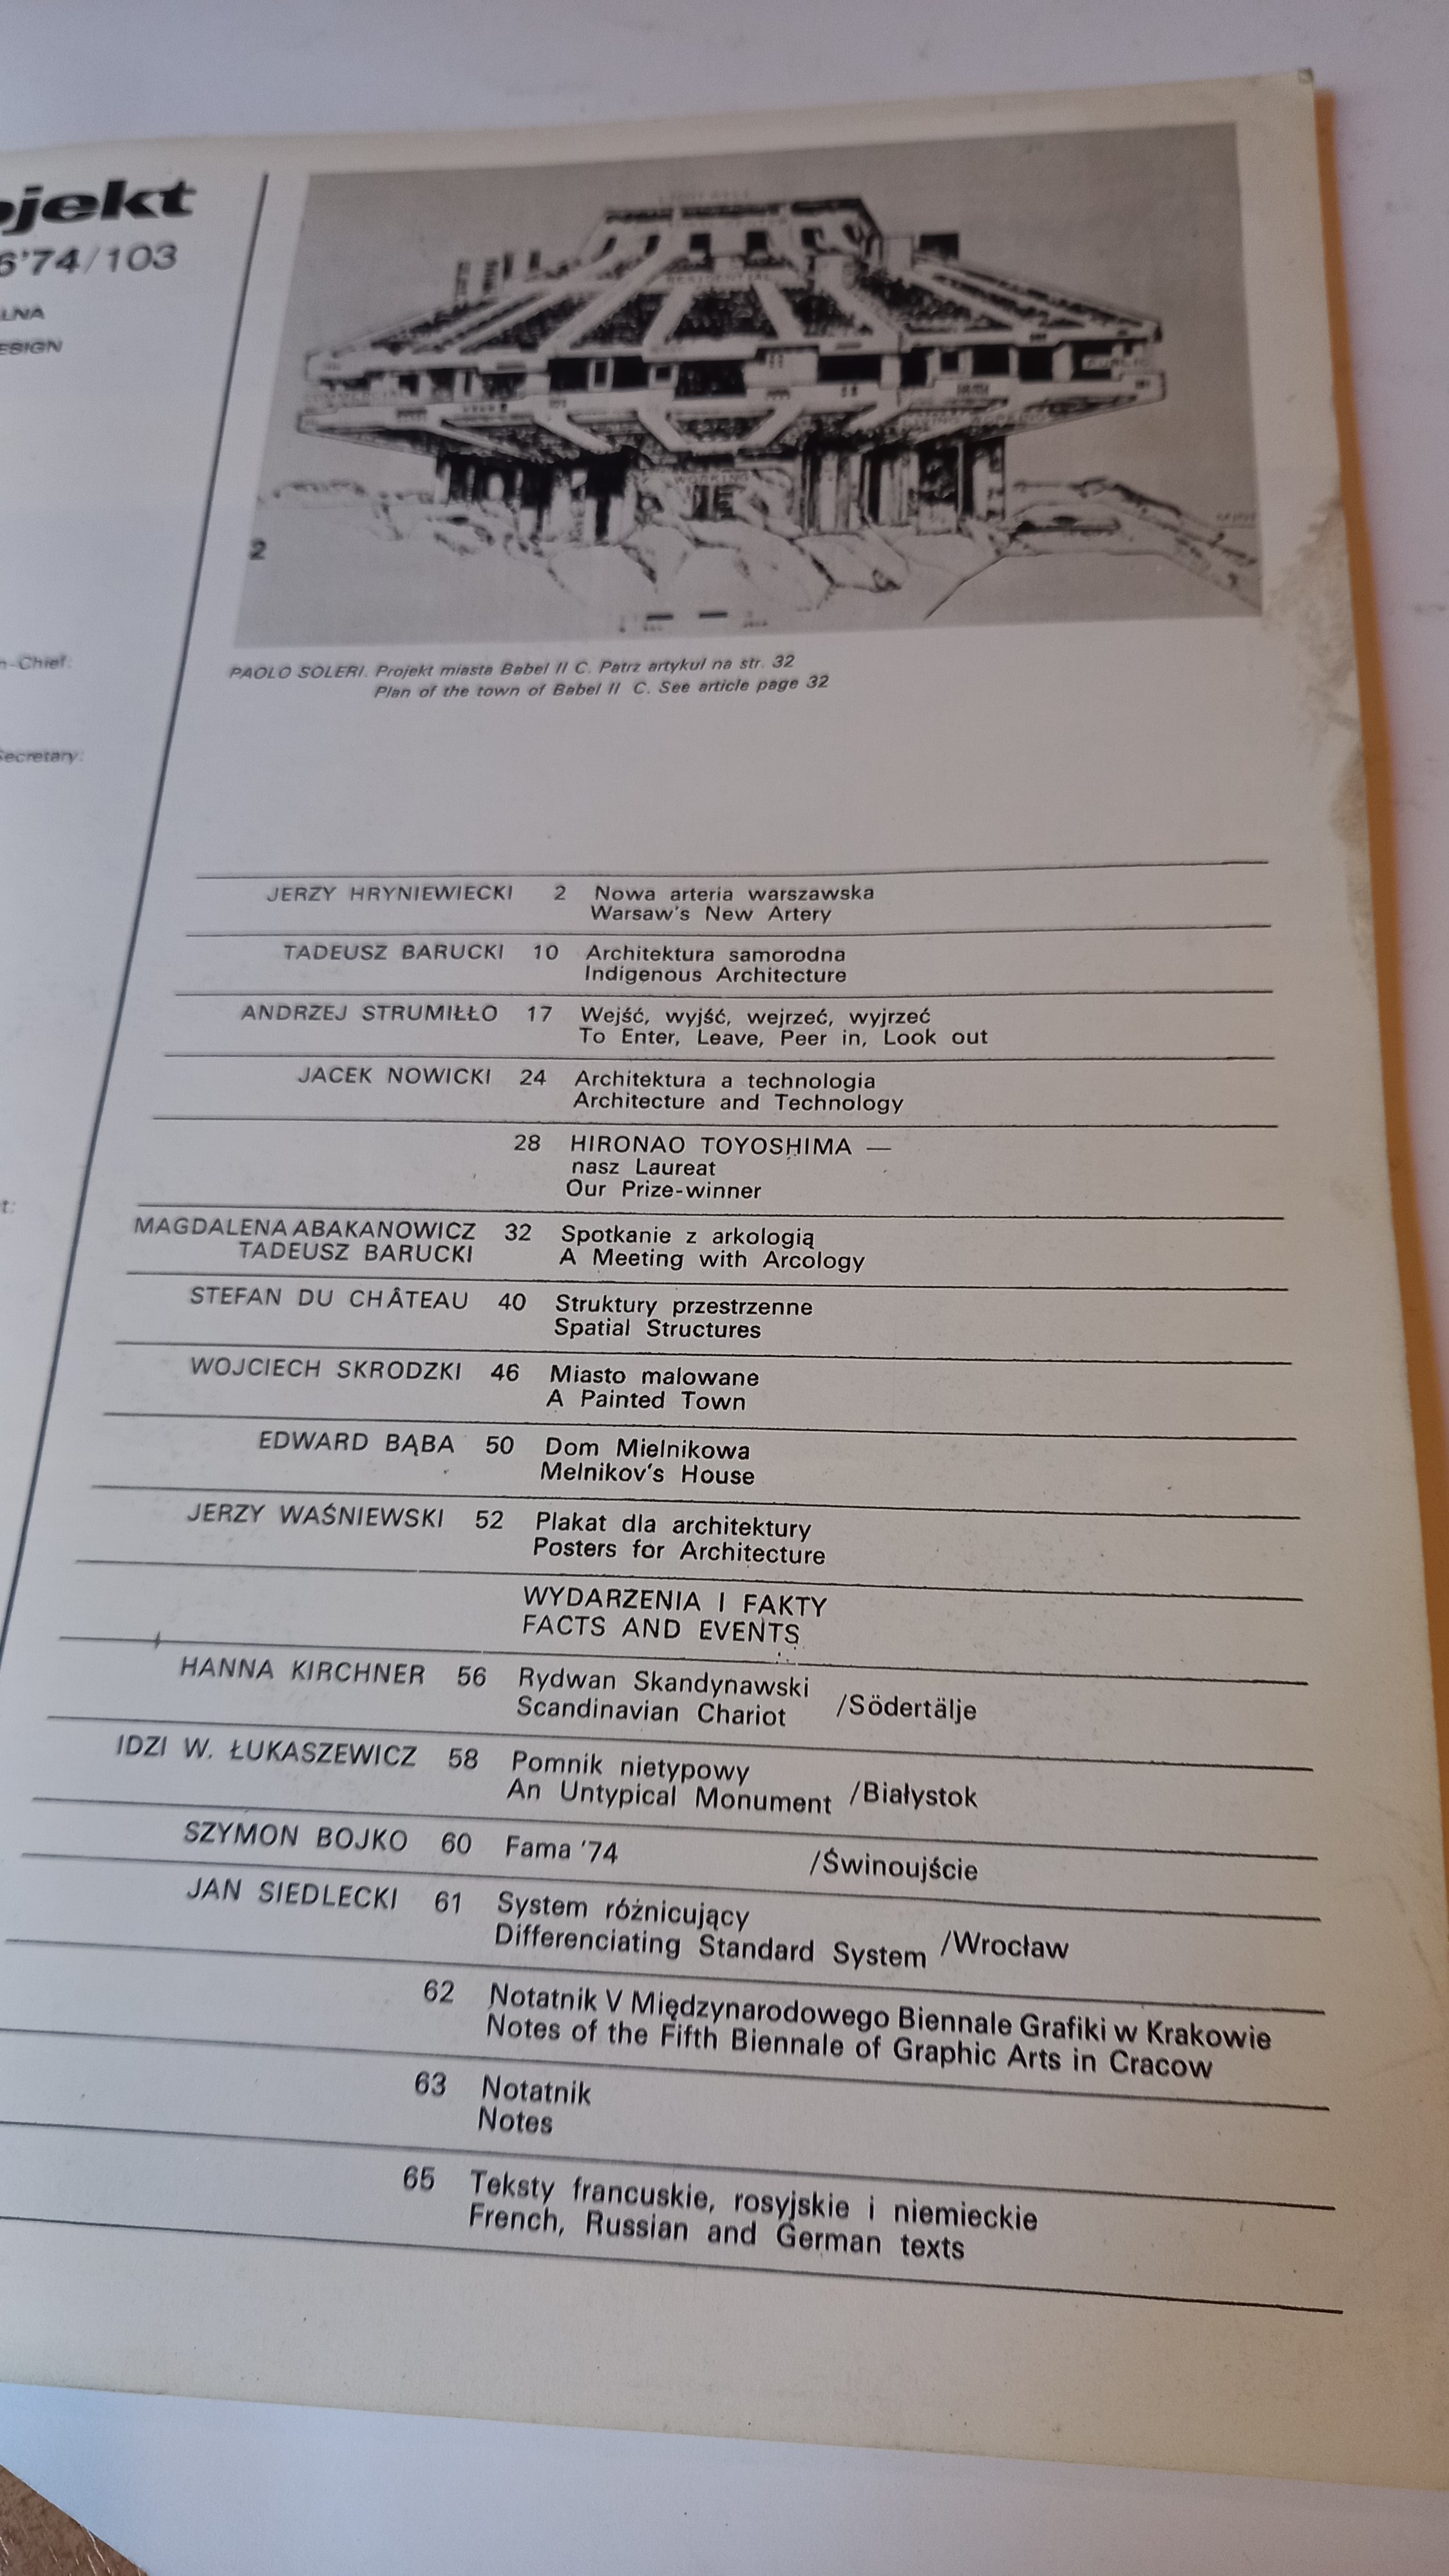 ojekt
6'74/103
LNA
ESIGN
n-Chief:
Secretary:
t:
2
PAOLO SOLERI. Projekt miasta Babel II C. Patrz artykuł na str. 32
Plan of the town of Babel II C. See article page 32
JERZY HRYNIEWIECKI 2 Nowa arteria warszawska
Warsaw's New Artery
TADEUSZ BARUCKI 10 Architektura samorodna
Indigenous Architecture
ANDRZEJ STRUMIŁŁO 17 Wejść, wyjść, wejrzeć, wyjrzeć
To Enter, Leave, Peer in, Look out
JACEK NOWICKI 24 Architektura a technologia
Architecture and Technology
28 HIRONAO TOYOSHIMA —
nasz Laureat
Our Prize-winner
MAGDALENA ABAKANOWICZ 32 Spotkanie z arkologią
TADEUSZ BARUCKI A Meeting with Arcology
STEFAN DU CHÂTEAU 40 Struktury przestrzenne
Spatial Structures
WOJCIECH SKRODZKI 46 Miasto malowane
A Painted Town
EDWARD BĄBA 50 Dom Mielnikowa
Melnikov's House
JERZY WAŚNIEWSKI 52 Plakat dla architektury
Posters for Architecture
WYDARZENIA I FAKTY
FACTS AND EVENTS
HANNA KIRCHNER 56 Rydwan Skandynawski
Scandinavian Chariot /Södertälje
IDZI W. ŁUKASZEWICZ 58 Pomnik nietypowy
An Untypical Monument /Białystok
SZYMON BOJKO 60 Fama '74 /Świnoujście
JAN SIEDLECKI 61 System różnicujący
Differenciating Standard System /Wrocław
62 Notatnik V Międzynarodowego Biennale Grafiki w Krakowie
Notes of the Fifth Biennale of Graphic Arts in Cracow
63 Notatnik
Notes
65 Teksty francuskie, rosyjskie i niemieckie
French, Russian and German texts